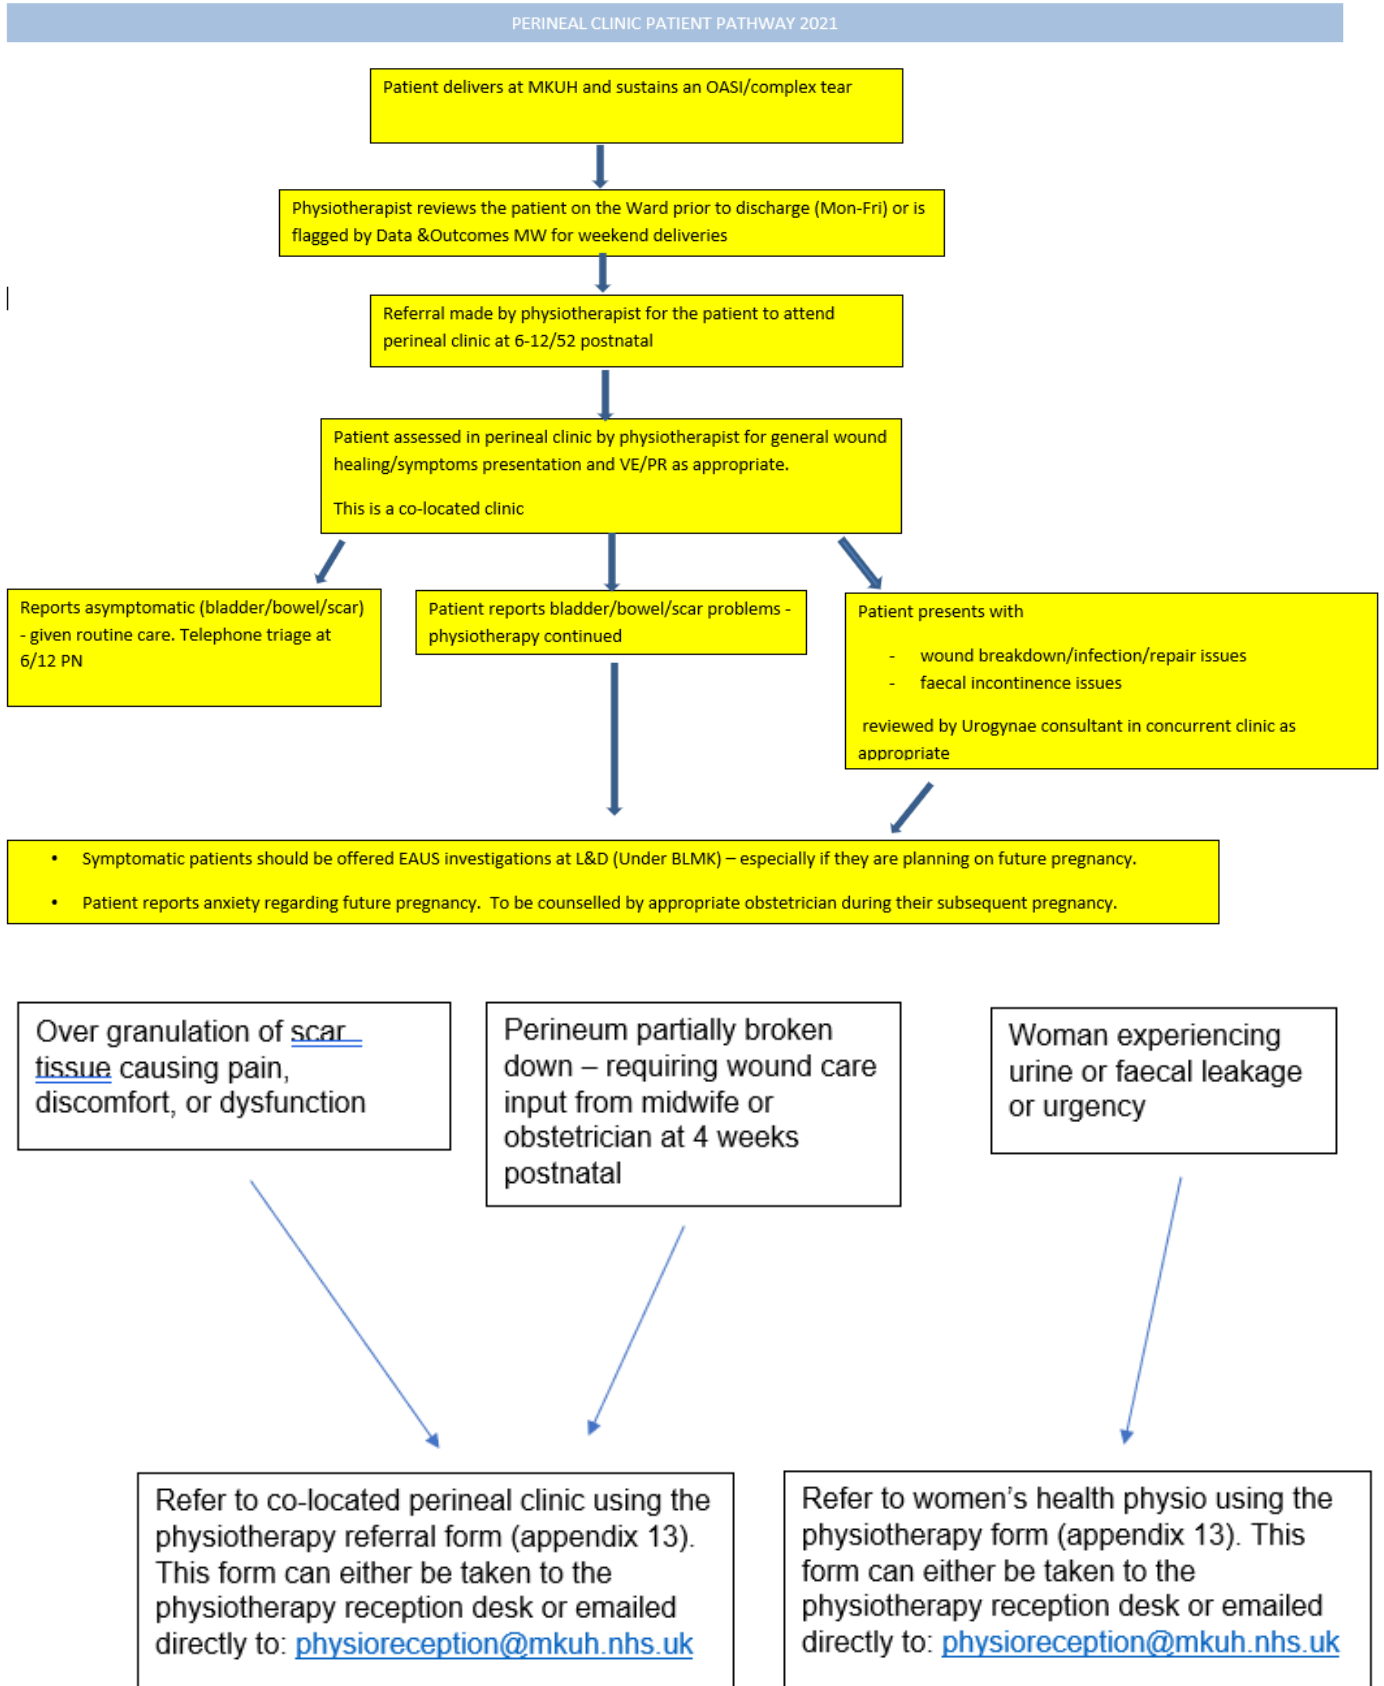 PERINEAL CLINIC PATIENT PATHWAY 2021
Patient delivers at MKUH and sustains an OASI/complex tear
Physiotherapist reviews the patient on the Ward prior to discharge (Mon-Fri) or is
flagged by Data &Outcomes MW for weekend deliveries
Referral made by physiotherapist for the patient to attend
perineal clinic at 6-12/52 postnatal
Patient assessed in perineal clinic by physiotherapist for general wound
healing/symptoms presentation and VE/PR as appropriate.
This is a co-located clinic
Reports asymptomatic (bladder/bowel/scar)
- given routine care. Telephone triage at
6/12 PN
Patient reports bladder/bowel/scar problems -
physiotherapy continued
Patient presents with
- wound breakdown/infection/repair issues
- faecal incontinence issues
reviewed by Urogynae consultant in concurrent clinic as
appropriate
• Symptomatic patients should be offered EAUS investigations at L&D (Under BLMK) – especially if they are planning on future pregnancy.
• Patient reports anxiety regarding future pregnancy. To be counselled by appropriate obstetrician during their subsequent pregnancy.
Over granulation of scar
tissue causing pain,
discomfort, or dysfunction
Perineum partially broken
down – requiring wound care
input from midwife or
obstetrician at 4 weeks
postnatal
Woman experiencing
urine or faecal leakage
or urgency
Refer to co-located perineal clinic using the
physiotherapy referral form (appendix 13).
This form can either be taken to the
physiotherapy reception desk or emailed
directly to: physioreception@mkuh.nhs.uk
Refer to women's health physio using the
physiotherapy form (appendix 13). This
form can either be taken to the
physiotherapy reception desk or emailed
directly to: physioreception@mkuh.nhs.uk